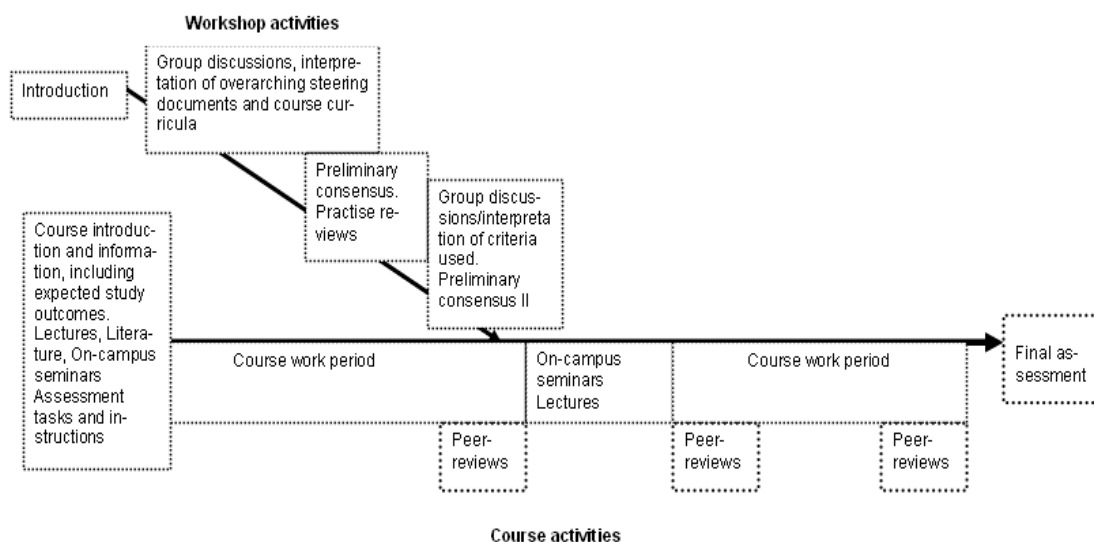 Workshop activities
Introduction
Group discussions, interpre-
tation of overarching steering
documents and course cur-
ricula
Preliminary
consensus.
Practise re-
views
Group discus-
sions/interpreta
tion of criteria
used.
Preliminary
consensus II
Course introduc-
tion and informa-
tion, including
expected study
outcomes.
Lectures, Litera-
ture, On-campus
seminars
Assessment
tasks and in-
structions
Course work period
On-campus
seminars
Lectures
Course work period
Final as-
sessment
Peer-
reviews
Peer-
reviews
Peer-
reviews
Course activities